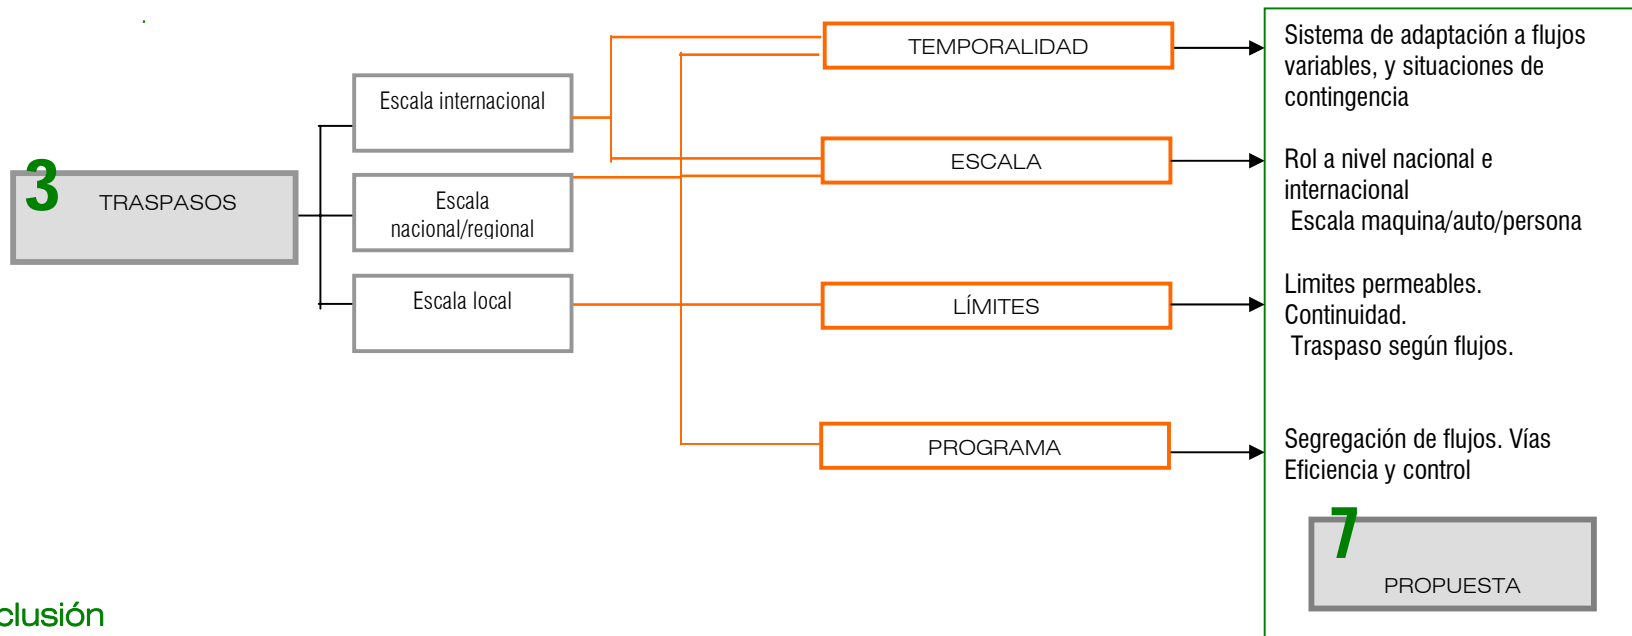 3
TRASPASOS
Escala internacional
Escala
nacional/regional
Escala local
TEMPORALIDAD
ESCALA
LÍMITES
PROGRAMA
Sistema de adaptación a flujos
variables, y situaciones de
contingencia
Rol a nivel nacional e
internacional
Escala maquina/auto/persona
Limites permeables.
Continuidad.
Traspaso según flujos.
Segregación de flujos. Vías
Eficiencia y control
7
PROPUESTA
clusión